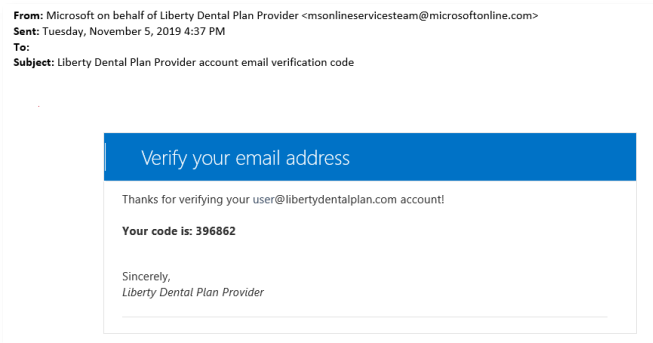 From: Microsoft on behalf of Liberty Dental Plan Provider <msonlineservicesteam@microsoftonline.com>
Sent: Tuesday, November 5, 2019 4:37 PM
To:
Subject: Liberty Dental Plan Provider account email verification code
Verify your email address
Thanks for verifying your user@libertydentalplan.com account!
Your code is: 396862
Sincerely,
Liberty Dental Plan Provider